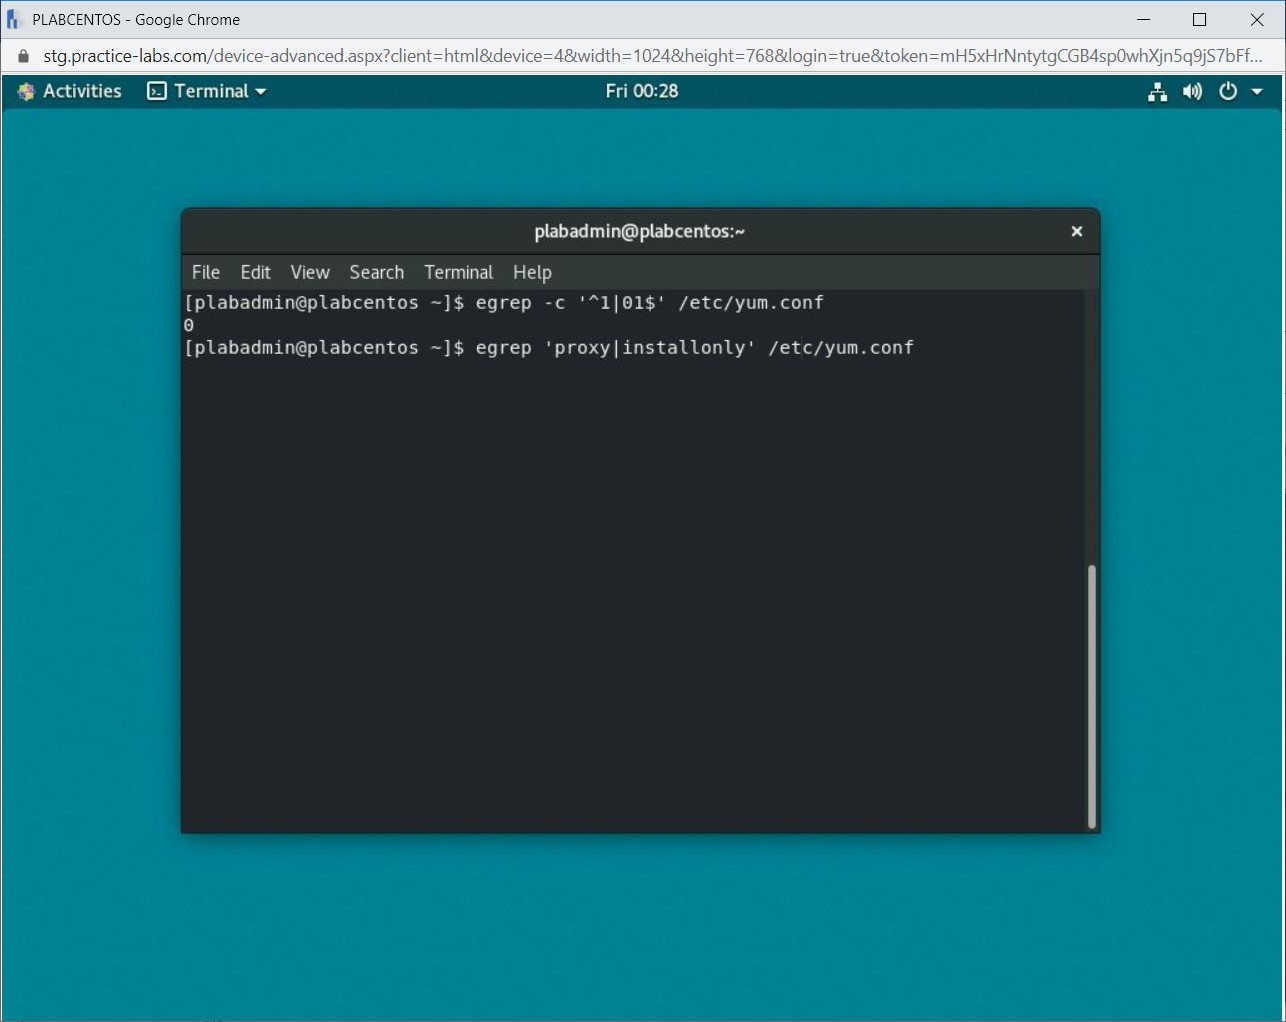 PLABCENTOS - Google Chrome
stg.practice-labs.com/device-advanced.aspx?client=html&device=4&width=1024&height=768&login=true&token=mH5xHrNntytgCGB4sp0whXjn5q9jS7bFf...
Activities Terminal Fri 00:28
plabadmin@plabcentos:~
File Edit View Search Terminal Help
[plabadmin@plabcentos ~]$ egrep -c '^1|01$' /etc/yum.conf
0
[plabadmin@plabcentos ~]$ egrep 'proxy|installonly' /etc/yum.conf